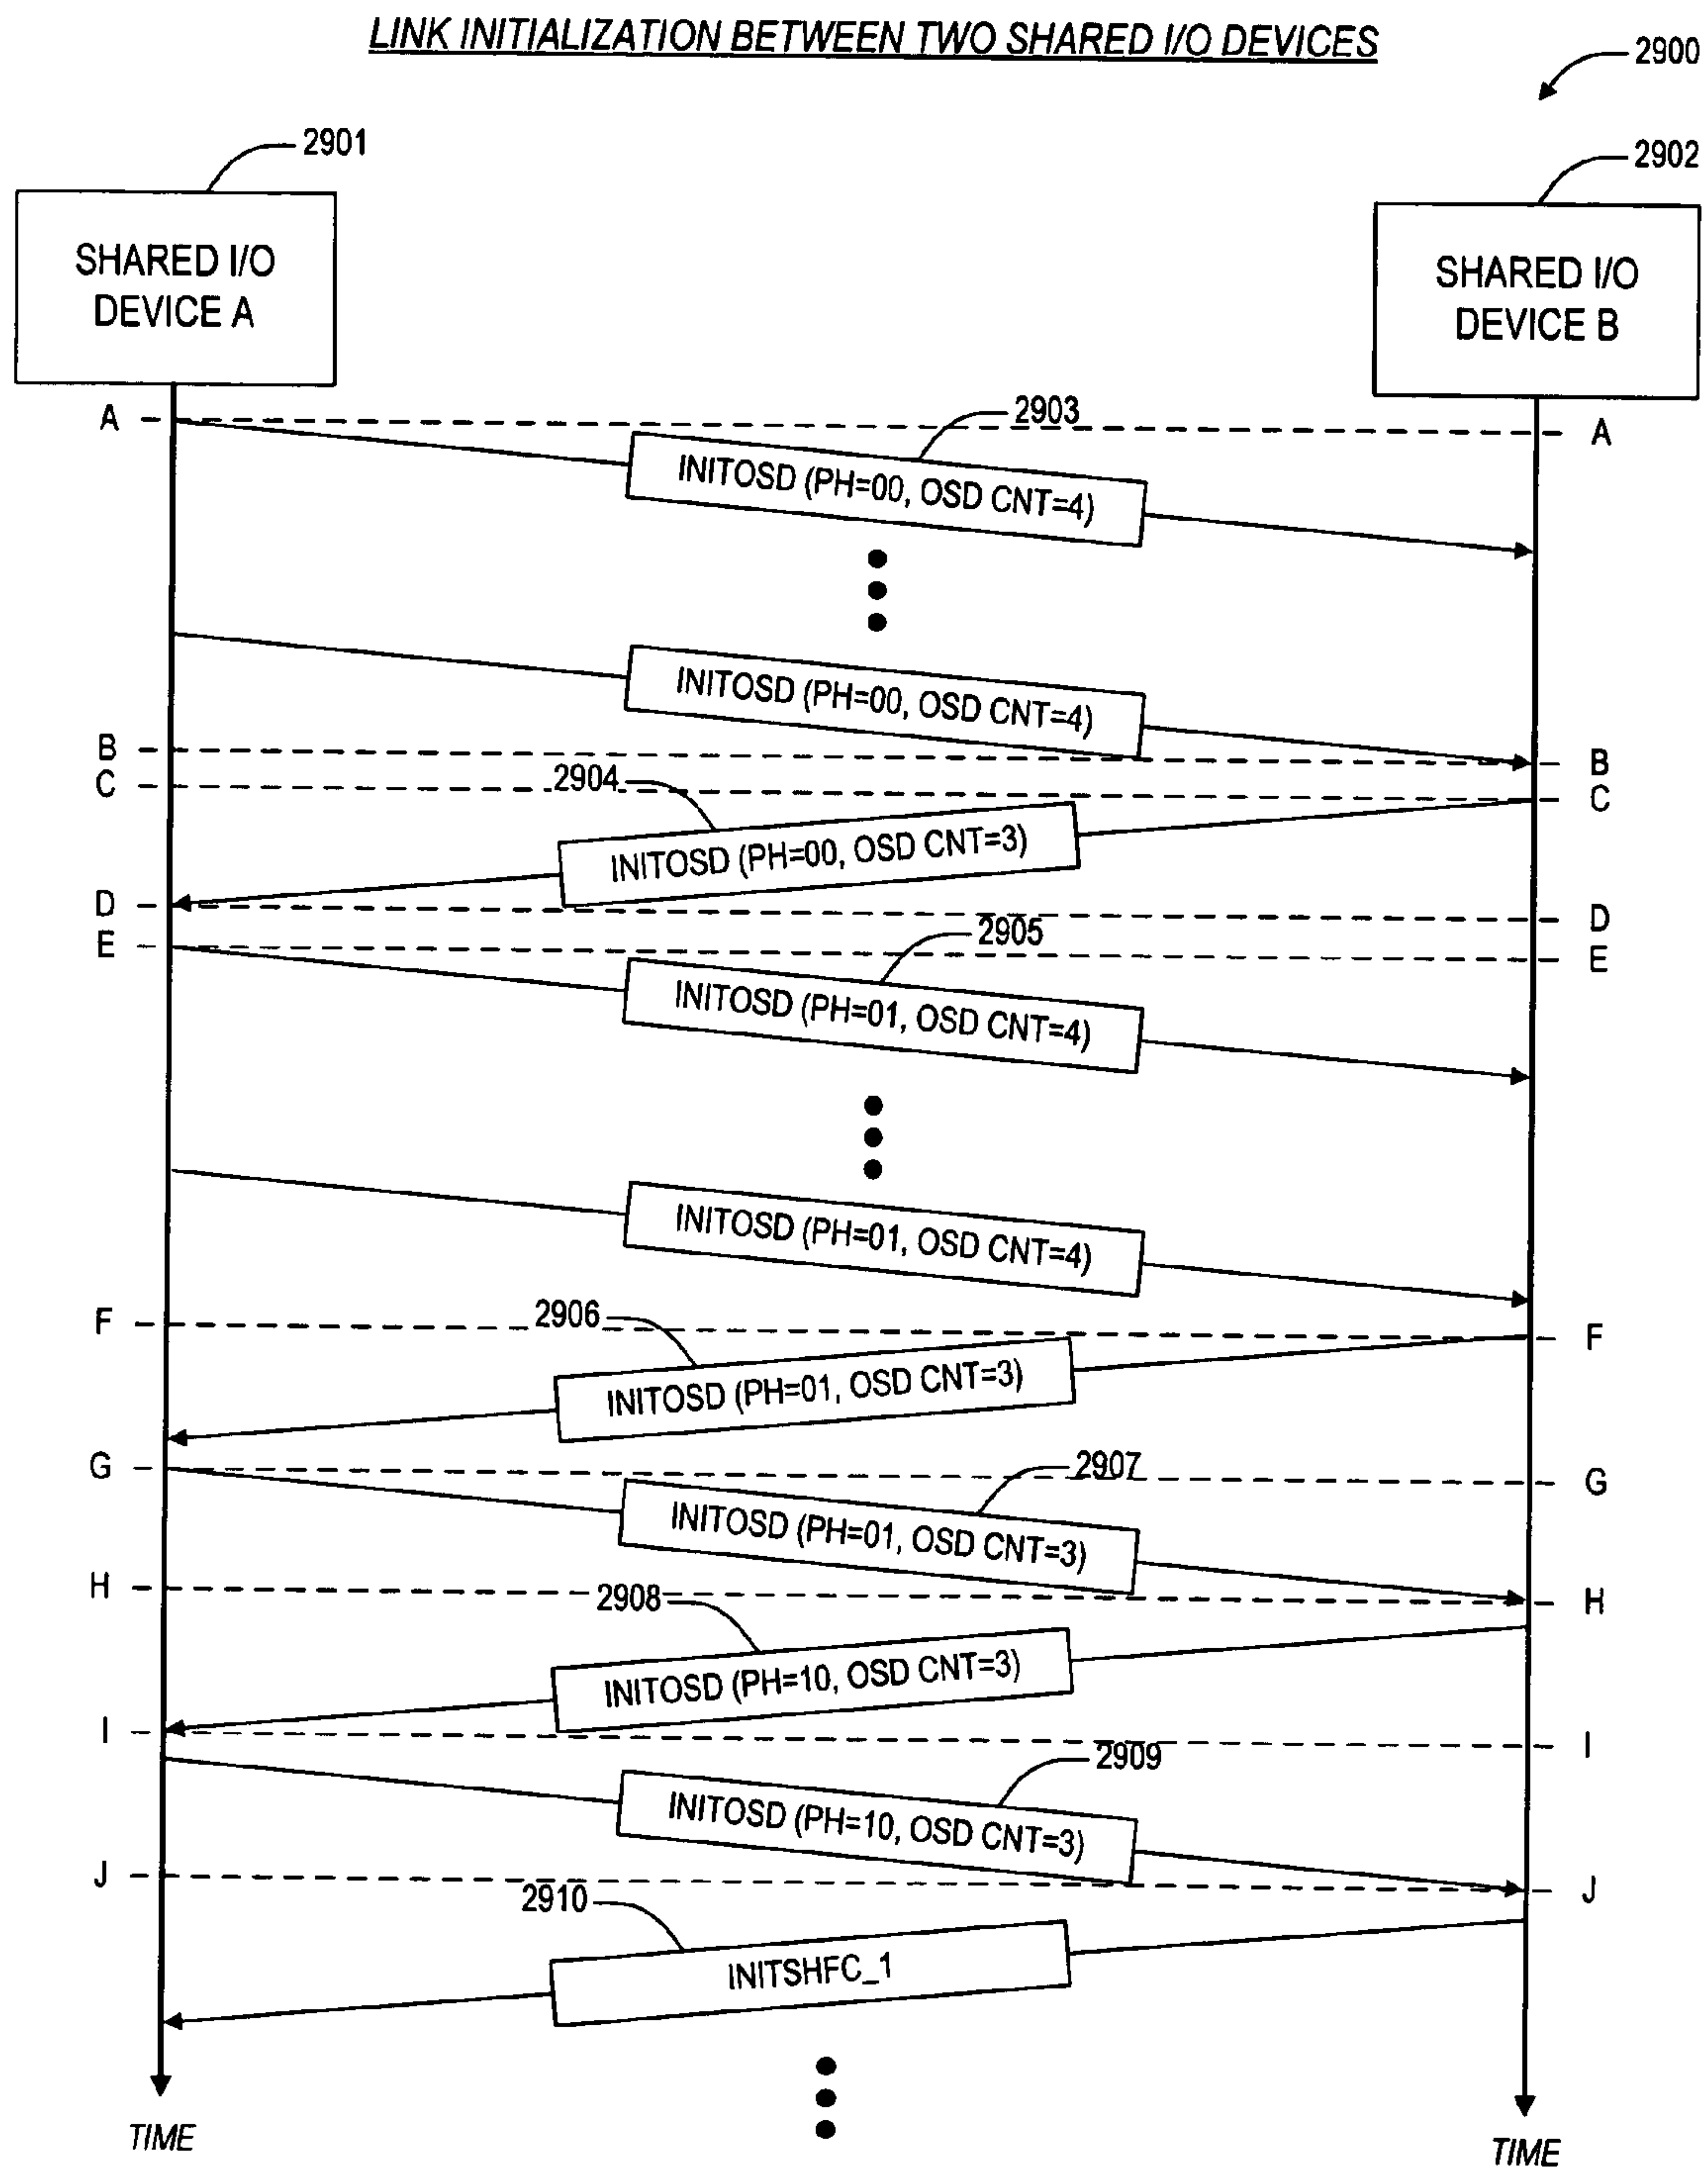 LINK INITIALIZATION BETWEEN TWO SHARED I/O DEVICES
2900
2901
2902
SHARED I/O
DEVICE A
SHARED I/O
DEVICE B
A
2903
A
INITOSD (PH=00, OSD CNT=4)
INITOSD (PH=00, OSD CNT=4)
B
B
C
2904
C
INITOSD (PH=00, OSD CNT=3)
D
D
E
2905
E
INITOSD (PH=01, OSD CNT=4)
INITOSD (PH=01, OSD CNT=4)
F
2906
F
INITOSD (PH=01, OSD CNT=3)
G
2907
G
INITOSD (PH=01, OSD CNT=3)
H
2908
H
INITOSD (PH=10, OSD CNT=3)
I
I
2909
INITOSD (PH=10, OSD CNT=3)
J
J
2910
INITSHFC_1
TIME
TIME